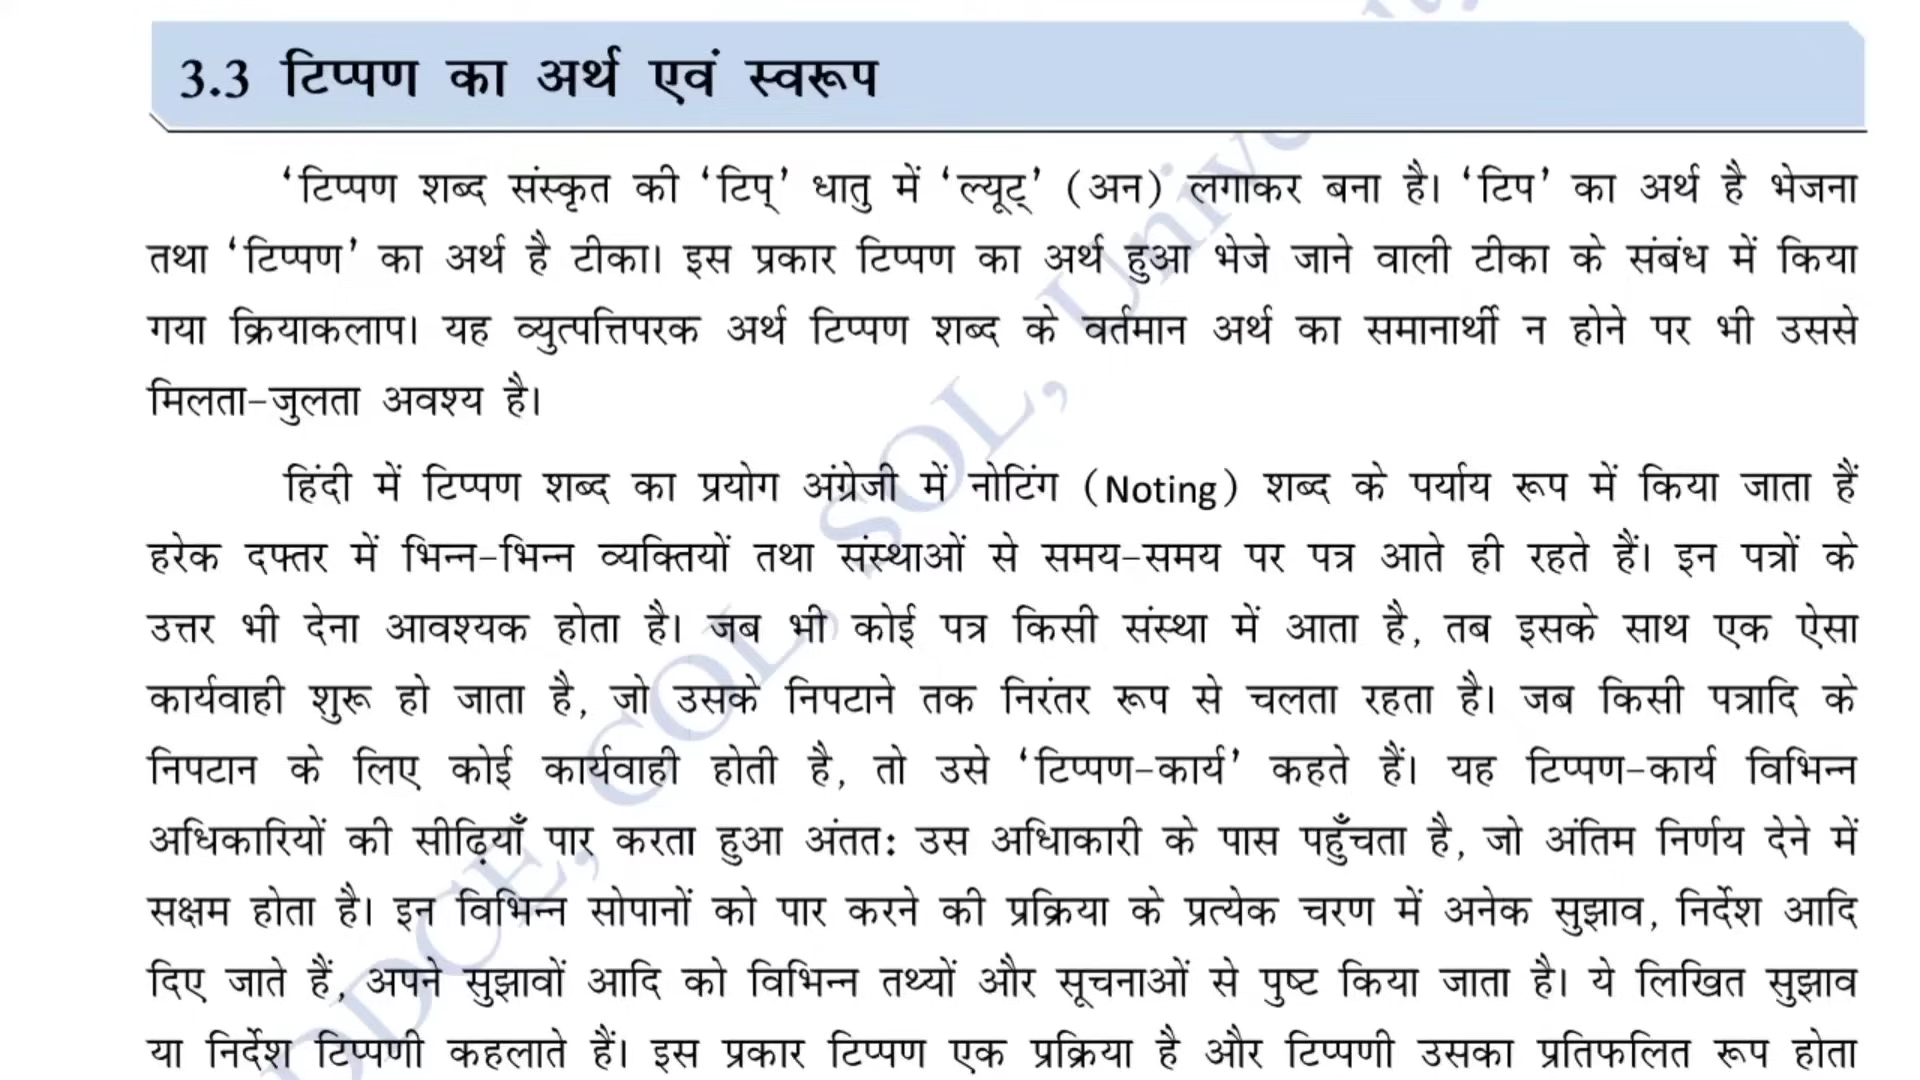 3.3 टिप्पण का अर्थ एवं स्वरूप
‘टिप्पण शब्द संस्कृत की ‘टिप्’ धातु में ‘ल्यूट्’ (अन) लगाकर बना है। ‘टिप’ का अर्थ है भेजना
तथा ‘टिप्पण’ का अर्थ है टीका। इस प्रकार टिप्पण का अर्थ हुआ भेजे जाने वाली टीका के संबंध में किया
गया क्रियाकलाप। यह व्युत्पत्तिपरक अर्थ टिप्पण शब्द के वर्तमान अर्थ का समानार्थी न होने पर भी उससे
मिलता-जुलता अवश्य है।
हिंदी में टिप्पण शब्द का प्रयोग अंग्रेजी में नोटिंग (Noting) शब्द के पर्याय रूप में किया जाता हैं
हरेक दफ्तर में भिन्न-भिन्न व्यक्तियों तथा संस्थाओं से समय-समय पर पत्र आते ही रहते हैं। इन पत्रों के
उत्तर भी देना आवश्यक होता है। जब भी कोई पत्र किसी संस्था में आता है, तब इसके साथ एक ऐसा
कार्यवाही शुरू हो जाता है, जो उसके निपटाने तक निरंतर रूप से चलता रहता है। जब किसी पत्रादि के
निपटान के लिए कोई कार्यवाही होती है, तो उसे ‘टिप्पण-कार्य’ कहते हैं। यह टिप्पण-कार्य विभिन्न
अधिकारियों की सीढ़ियाँ पार करता हुआ अंतत: उस अधिाकारी के पास पहुँचता है, जो अंतिम निर्णय देने में
सक्षम होता है। इन विभिन्न सोपानों को पार करने की प्रक्रिया के प्रत्येक चरण में अनेक सुझाव, निर्देश आदि
दिए जाते हैं, अपने सुझावों आदि को विभिन्न तथ्यों और सूचनाओं से पुष्ट किया जाता है। ये लिखित सुझाव
या निर्देश टिप्पणी कहलाते हैं। इस प्रकार टिप्पण एक प्रक्रिया है और टिप्पणी उसका प्रतिफलित रूप होता
DDCE, COL, SOL, Univ